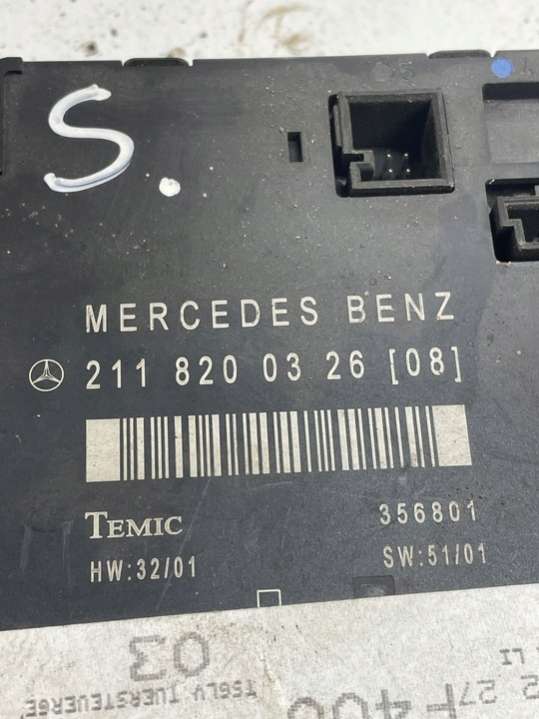 S.
MERCEDES BENZ
211 820 03 26 [08]
TEMIC 356801
HW:32/01 SW:51/01
03